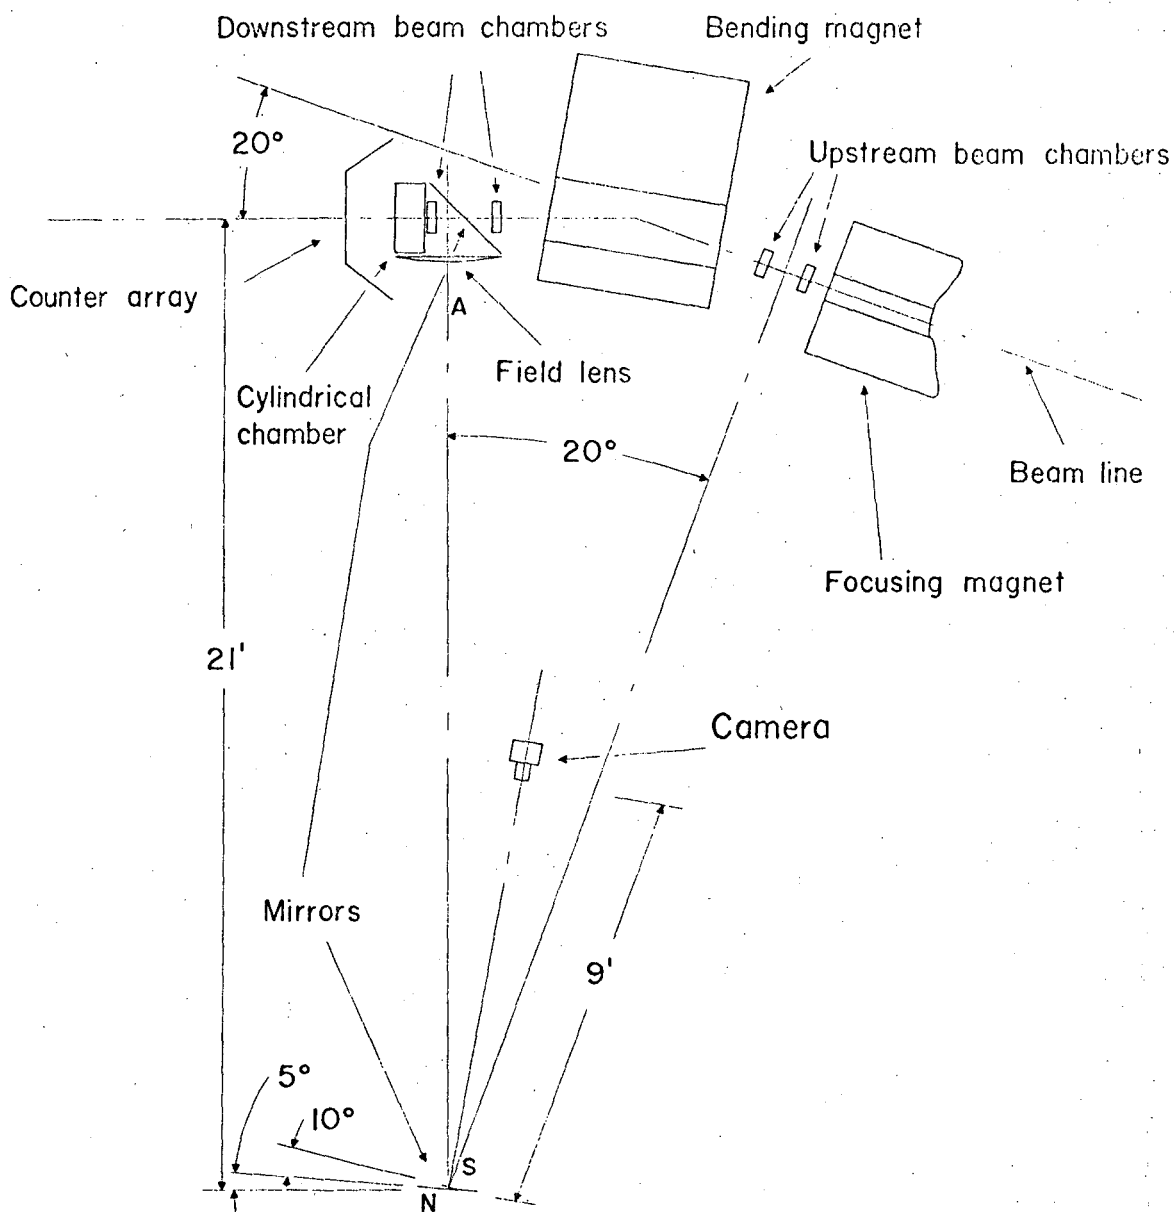 Downstream beam chambers
Bending magnet
20°
Upstream beam chambers
Counter array
A
Field lens
Cylindrical
chamber
20°
Beam line
Focusing magnet
21'
Camera
Mirrors
9'
5°
10°
S
N